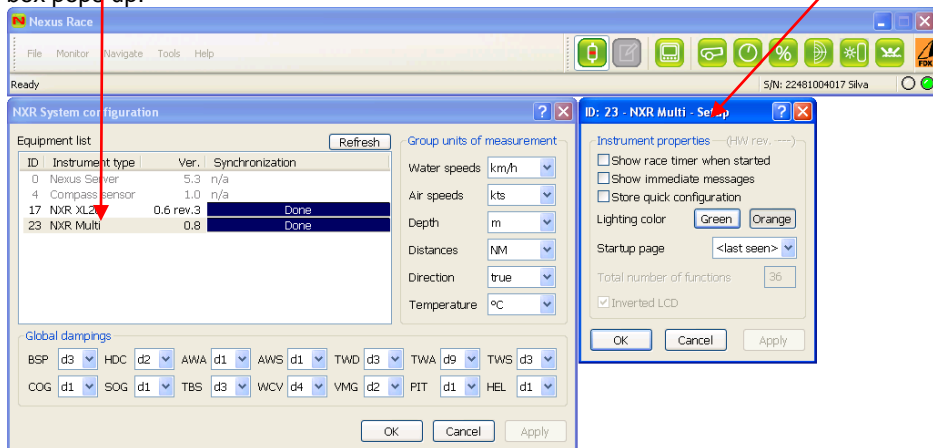 box pops up.
Nexus Race
File Monitor Navigate Tools Help
FDK
Ready S/N: 22481004017 Silva
NXR System configuration
Equipment list Refresh
ID Instrument type Ver. Synchronization
0 Nexus Server 5.3 n/a
4 Compass sensor 1.0 n/a
17 NXR XL 0.6 rev.3 Done
23 NXR Multi 0.8 Done
Group units of measurement
Water speeds km/h
Air speeds kts
Depth m
Distances NM
Direction true
Temperature ºC
Global dampings
BSP d3 HDC d2 AWA d1 AWS d1 TWD d3 TWA d9 TWS d3
COG d1 SOG d1 TBS d3 WCV d4 VMG d2 PIT d1 HEL d1
OK Cancel Apply
ID: 23 - NXR Multi - Setup
Instrument properties (HW rev. ---)
Show race timer when started
Show immediate messages
Store quick configuration
Lighting color Green Orange
Startup page <last seen>
Total number of functions 36
Inverted LCD
OK Cancel Apply